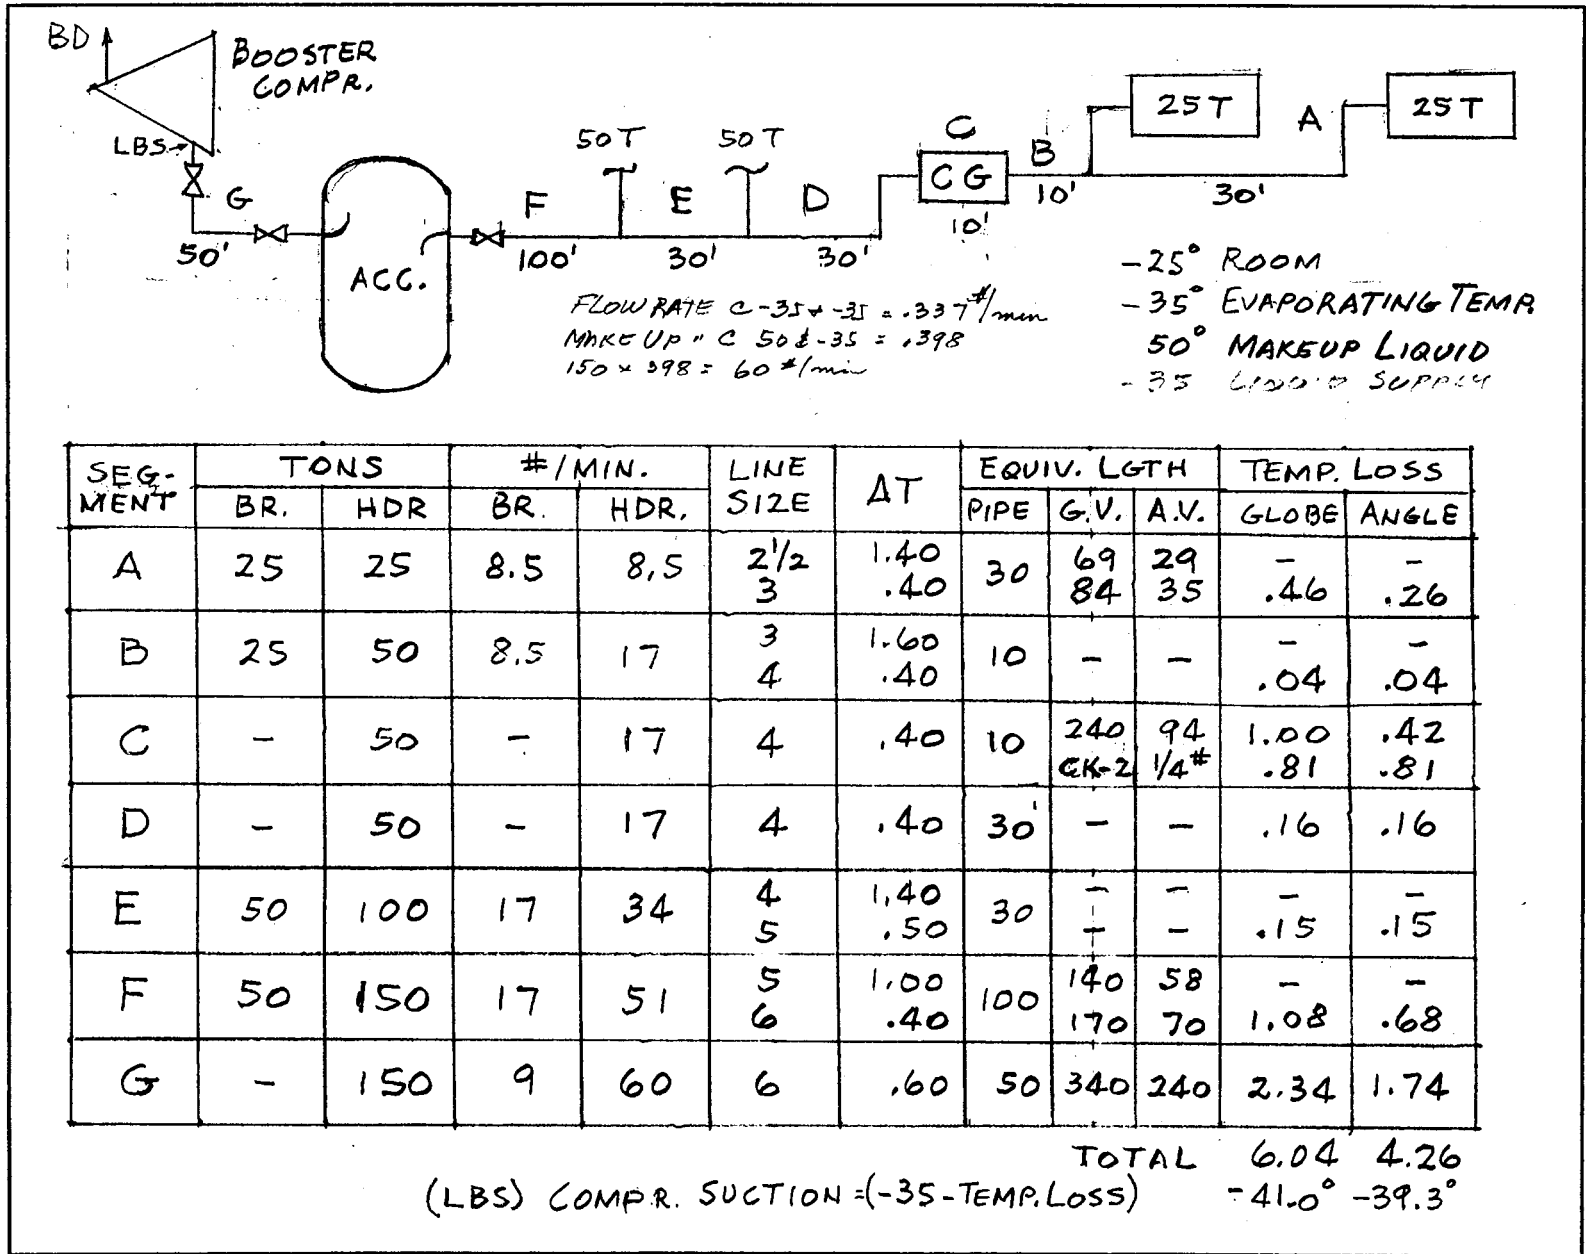 BD
BOOSTER
COMPR.
LBS
G
50'
ACC.
F
100'
50T
E
30'
50T
D
30'
C
CG
10'
B
10'
25T
A
25T
30'
-25° ROOM
-35° EVAPORATING TEMP.
50° MAKEUP LIQUID
-35 LIQUID SUPPLY
FLOW RATE C -35 & -35 = .337 #/min
MAKE UP " C 50 & -35 = .398
150 x 398 = 60 #/min
SEG-MENT TONS #/MIN. LINE SIZE ΔT EQUIV. LGTH TEMP. LOSS
BR. HDR BR. HDR. PIPE G.V. A.V. GLOBE ANGLE
A 25 25 8.5 8.5 2 1/2 1.40 30 69 29 - -
3 .40 84 35 .46 .26
B 25 50 8.5 17 3 1.60 10 - - -
4 .40 - .04 .04
C - 50 - 17 4 .40 10 240 94 1.00 .42
CK-2 1/4# .81 .81
D - 50 - 17 4 .40 30' - - .16 .16
E 50 100 17 34 4 1.40 30 - - - -
5 .50 - - .15 .15
F 50 150 17 51 5 1.00 100 140 58 - -
6 .40 170 70 1.08 .68
G - 150 9 60 6 .60 50 340 240 2.34 1.74
TOTAL 6.04 4.26
(LBS) COMPR. SUCTION = (-35 - TEMP. LOSS) -41.0° -39.3°